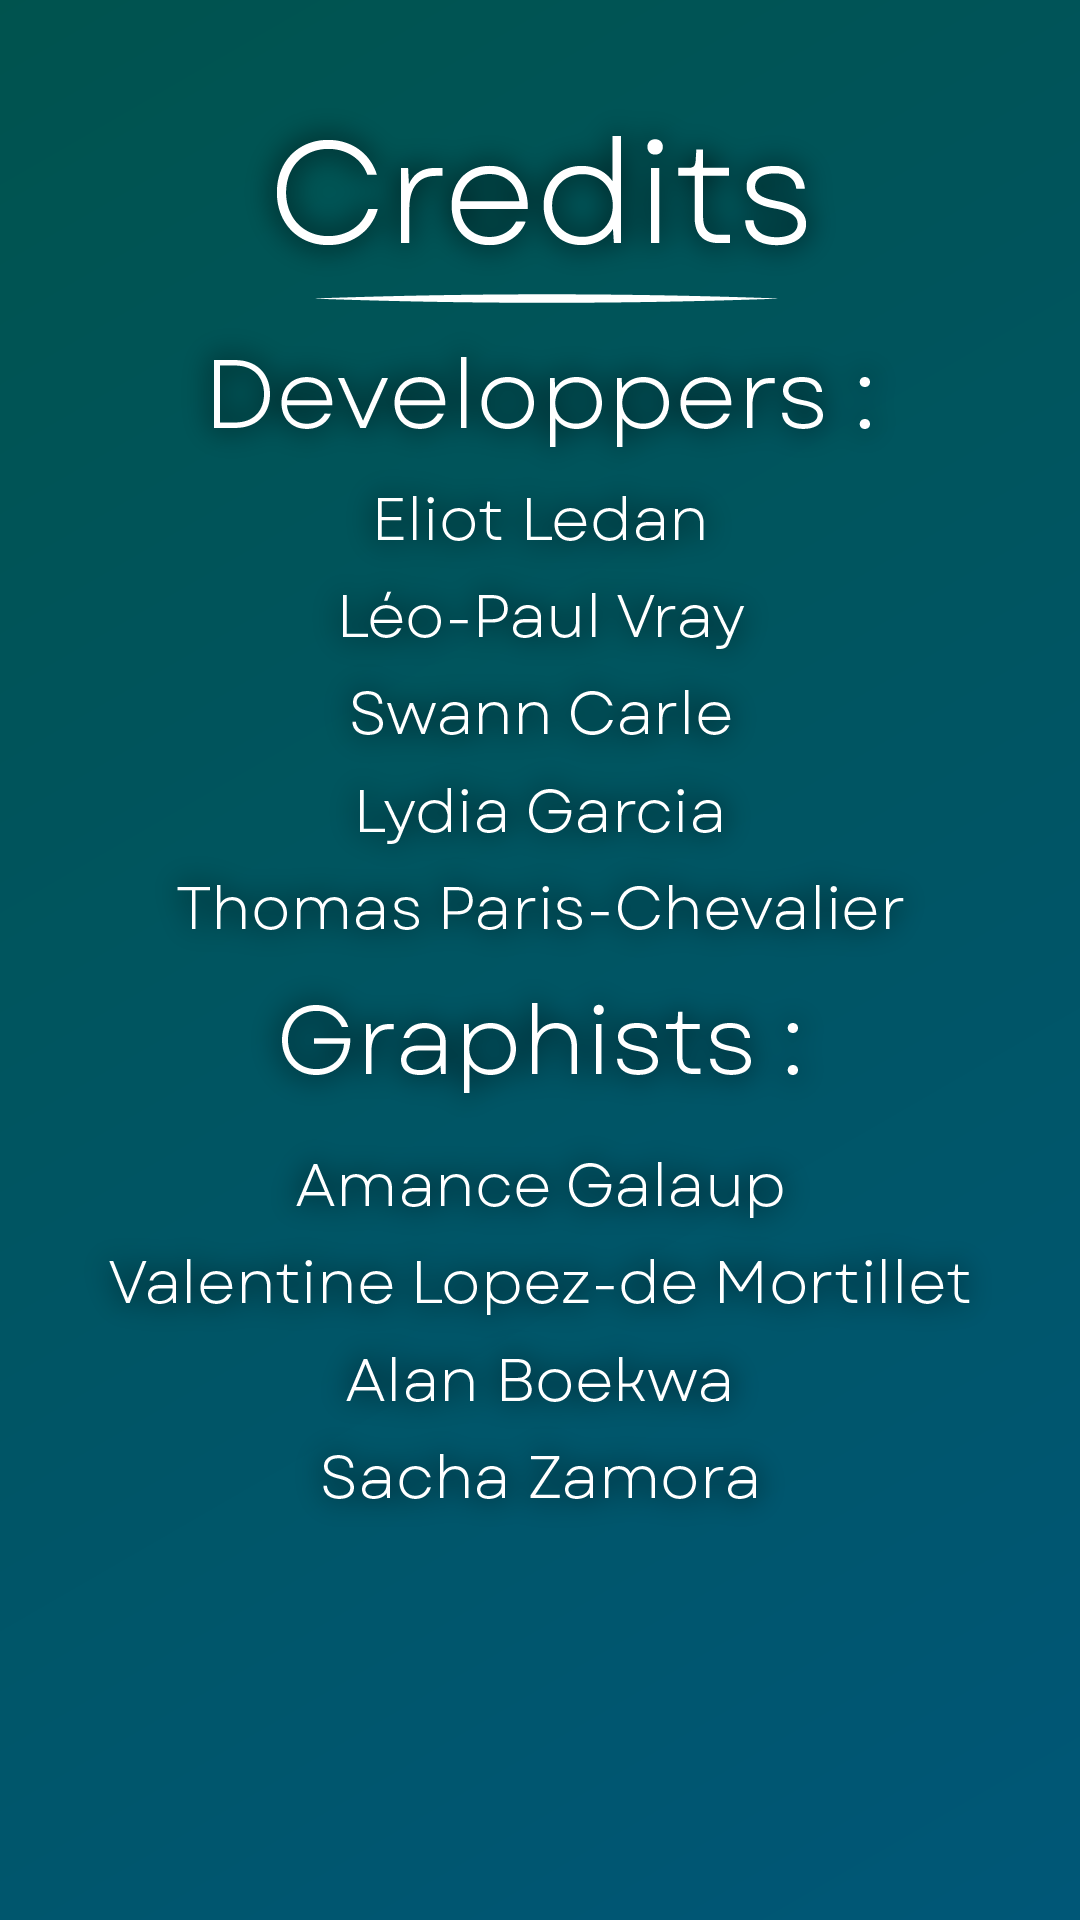 Credits
Developpers :
Eliot Ledan
Léo-Paul Vray
Swann Carle
Lydia Garcia
Thomas Paris-Chevalier
Graphists :
Amance Galaup
Valentine Lopez-de Mortillet
Alan Boekwa
Sacha Zamora